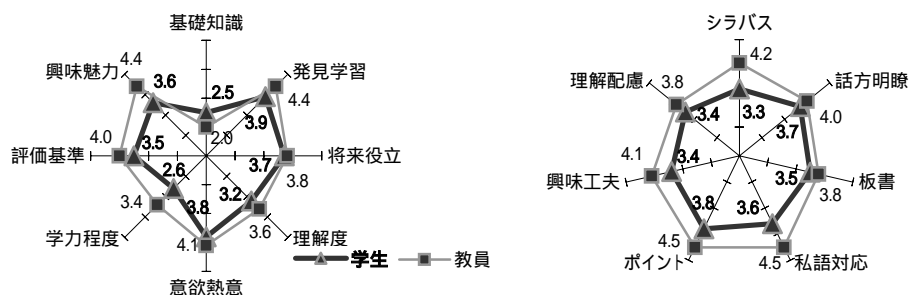 基礎知識
4.4
興味魅力
3.6
2.5
発見学習
4.4
2.0
3.9
4.0
評価基準
3.5
3.7
将来役立
3.8
2.6
3.2
3.4
3.8
3.6
学力程度
4.1
理解度
意欲熱意
学生
教員
シラバス
4.2
理解配慮
3.8
3.3
話方明瞭
3.4
4.0
3.7
4.1
興味工夫
3.4
3.5
板書
3.8
3.8
3.6
4.5
ポイント
4.5
私語対応